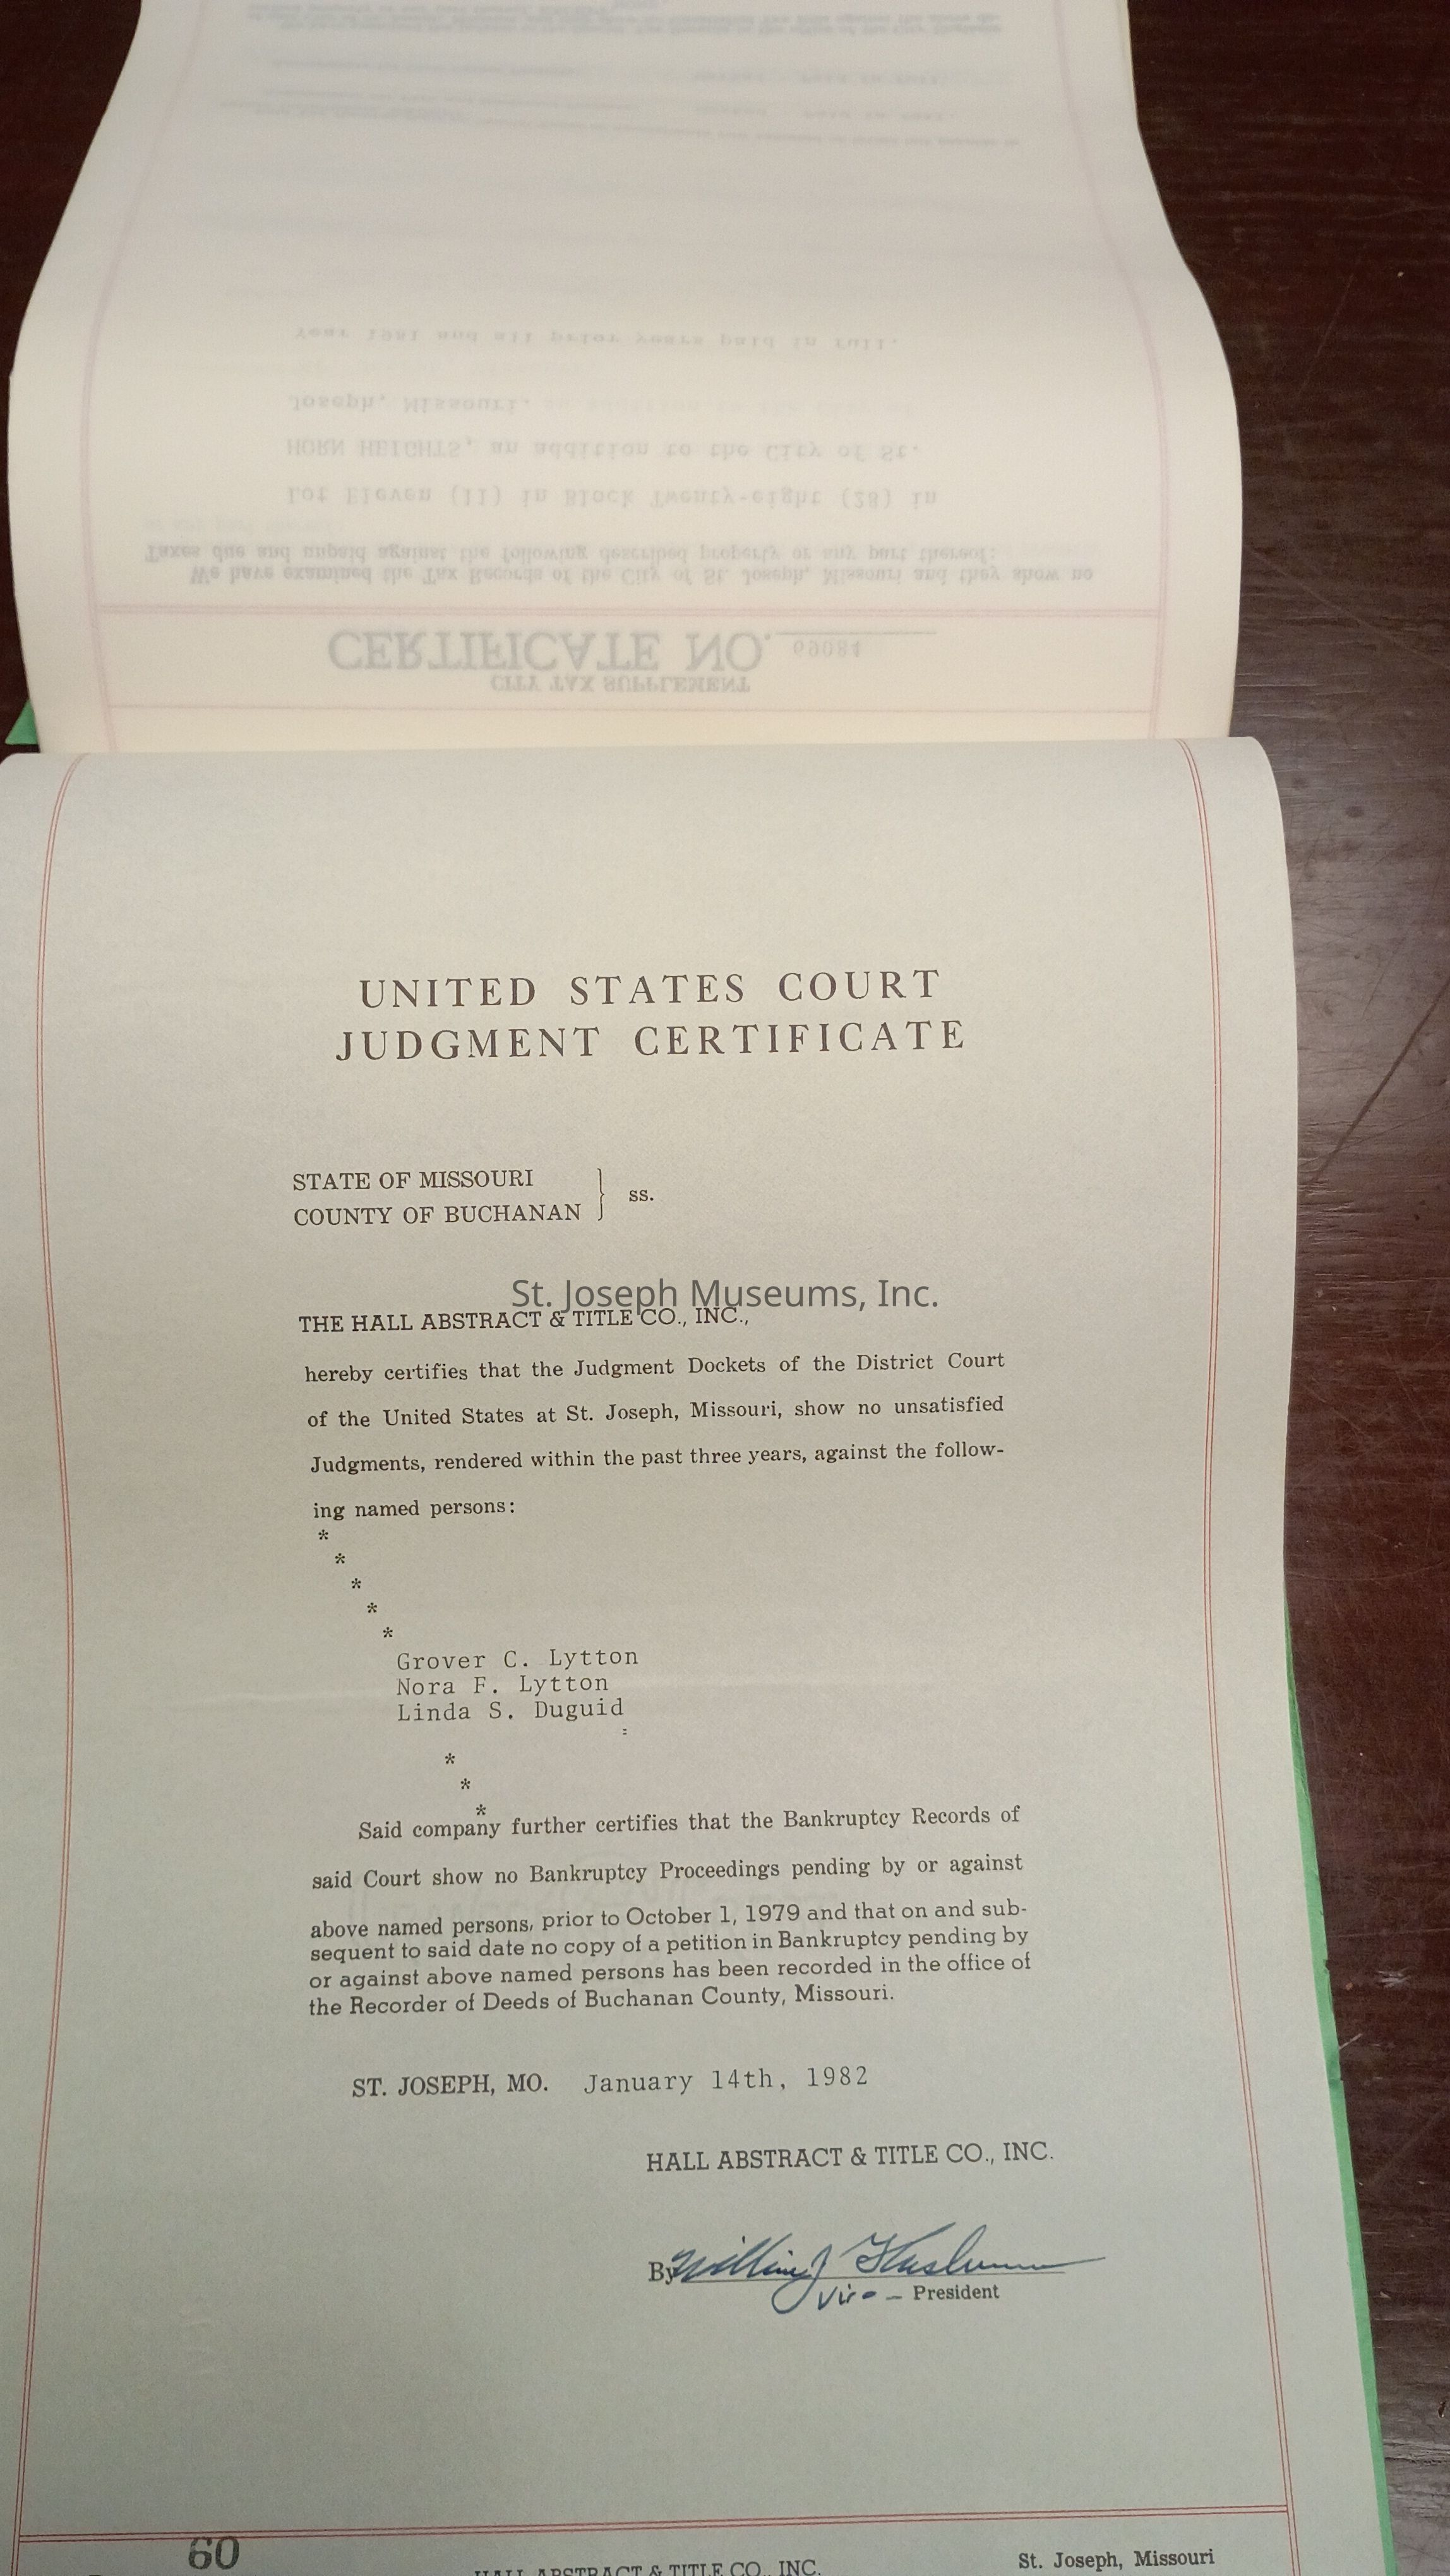 Year 1981 and all prior years paid in full.
Joseph, Missouri.
HORN HEIGHTS, an addition to the City of St.
Lot Eleven (11) in Block Twenty-eight (28) in
Taxes due and unpaid against the following described property or any part thereof:
We have examined the Tax Records of the City of St. Joseph, Missouri and they show no
CERTIFICATE NO. 69084
CITY TAX SUPPLEMENT
UNITED STATES COURT
JUDGMENT CERTIFICATE
STATE OF MISSOURI
COUNTY OF BUCHANAN } ss.
St. Joseph Museums, Inc.
THE HALL ABSTRACT & TITLE CO., INC.,
hereby certifies that the Judgment Dockets of the District Court
of the United States at St. Joseph, Missouri, show no unsatisfied
Judgments, rendered within the past three years, against the follow-
ing named persons:
*
*
*
*
*
Grover C. Lytton
Nora F. Lytton
Linda S. Duguid
:
*
*
*
Said company further certifies that the Bankruptcy Records of
said Court show no Bankruptcy Proceedings pending by or against
above named persons, prior to October 1, 1979 and that on and sub-
sequent to said date no copy of a petition in Bankruptcy pending by
or against above named persons has been recorded in the office of
the Recorder of Deeds of Buchanan County, Missouri.
ST. JOSEPH, MO. January 14th, 1982
HALL ABSTRACT & TITLE CO., INC.
By William J
Vice - President
60
HALL ABSTRACT & TITLE CO., INC.
St. Joseph, Missouri